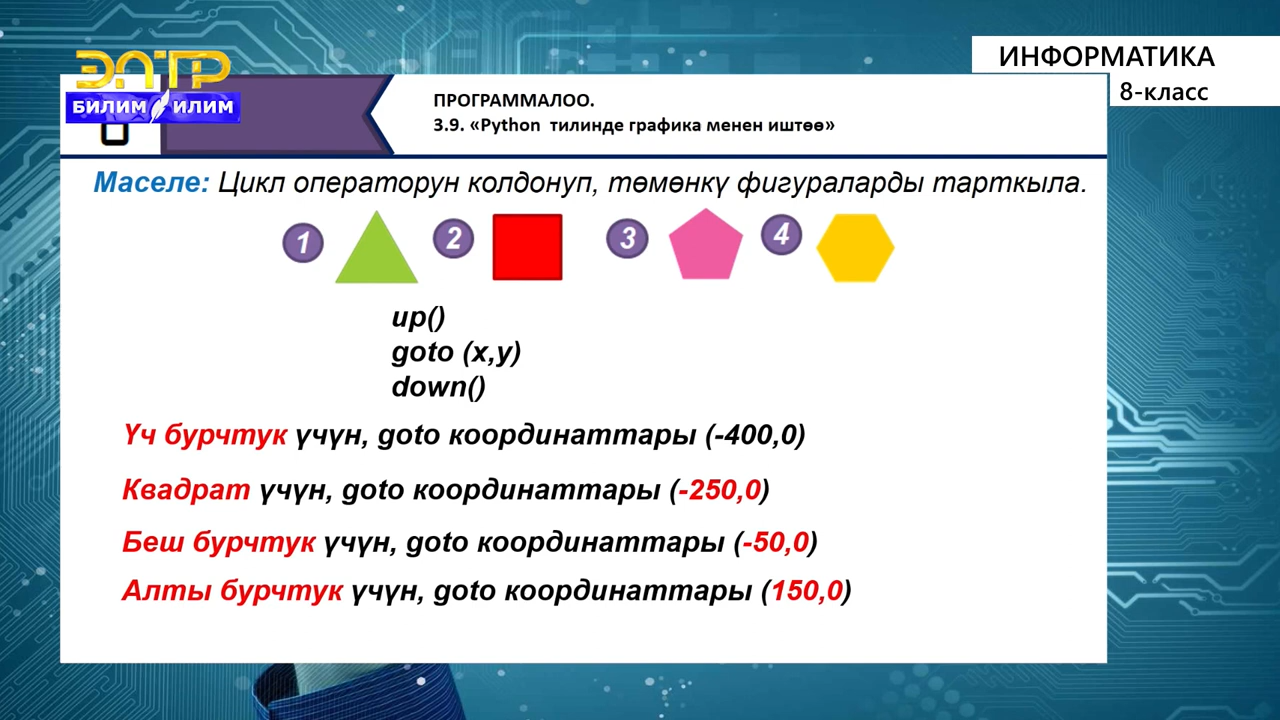 ЭЛТР
БИЛИМ ИЛИМ
ИНФОРМАТИКА
8-класс
ПРОГРАММАЛОО.
3.9. «Python тилинде графика менен иштөө»
Маселе: Цикл операторун колдонуп, төмөнкү фигураларды тарткыла.
1 2 3 4
up()
goto (x,y)
down()
Үч бурчтук үчүн, goto координаттары (-400,0)
Квадрат үчүн, goto координаттары (-250,0)
Беш бурчтук үчүн, goto координаттары (-50,0)
Алты бурчтук үчүн, goto координаттары (150,0)